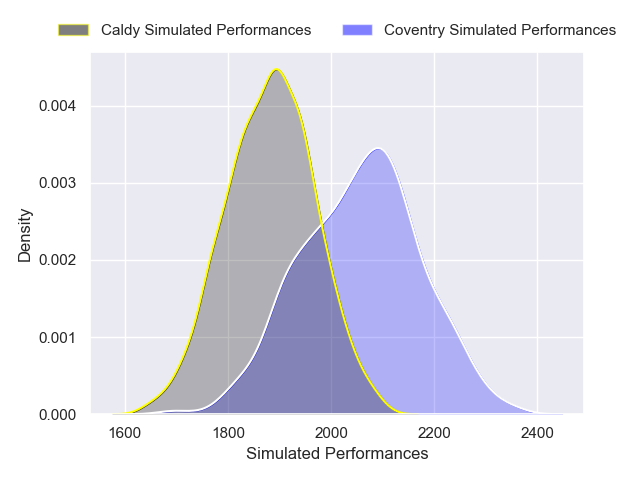 Caldy Simulated Performances Coventry Simulated Performances
0.004
0.003
0.002
0.001
0.000
Density
1600 1800 2000 2200 2400
Simulated Performances